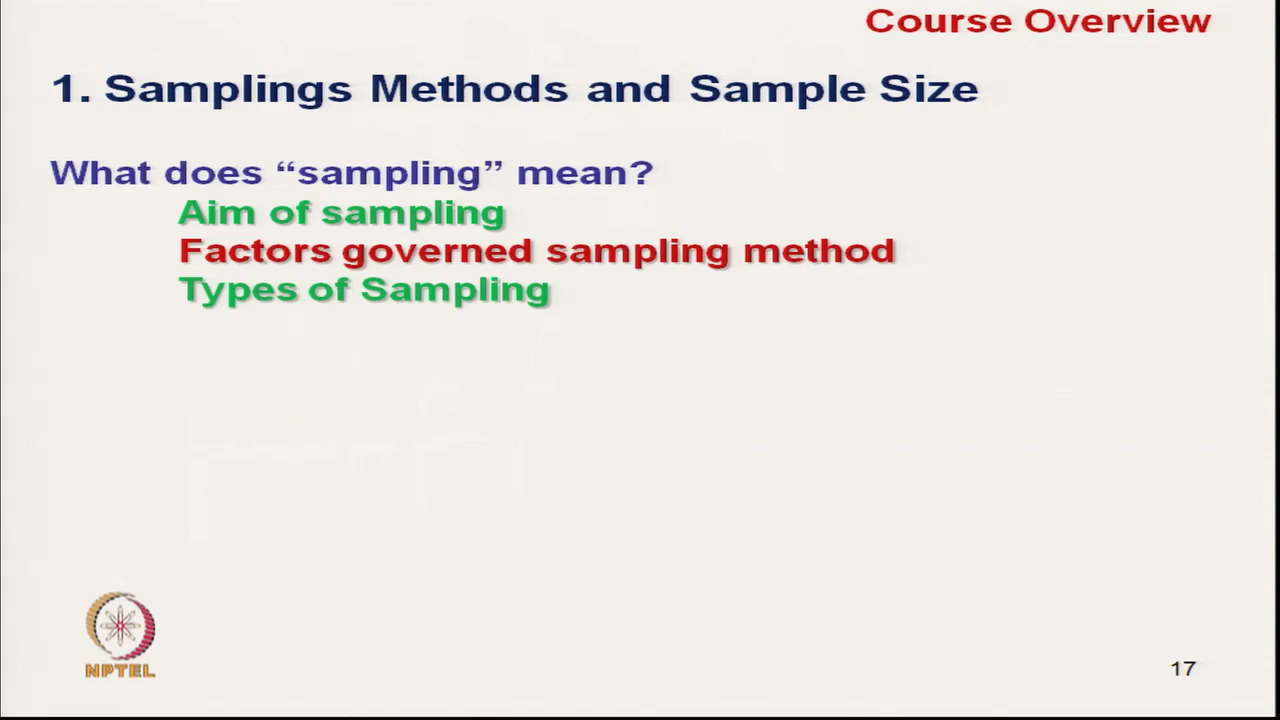 Course Overview
1. Samplings Methods and Sample Size
What does “sampling” mean?
Aim of sampling
Factors governed sampling method
Types of Sampling
NPTEL
17